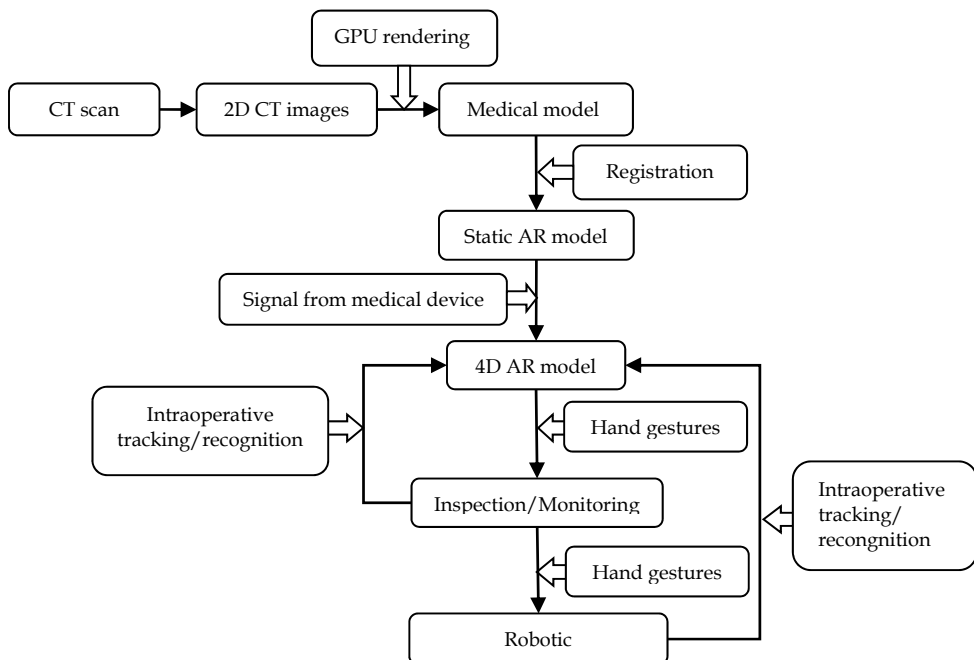 GPU rendering
CT scan
2D CT images
Medical model
Registration
Static AR model
Signal from medical device
4D AR model
Intraoperative
tracking/recognition
Hand gestures
Inspection/Monitoring
Intraoperative
tracking/
recongnition
Hand gestures
Robotic